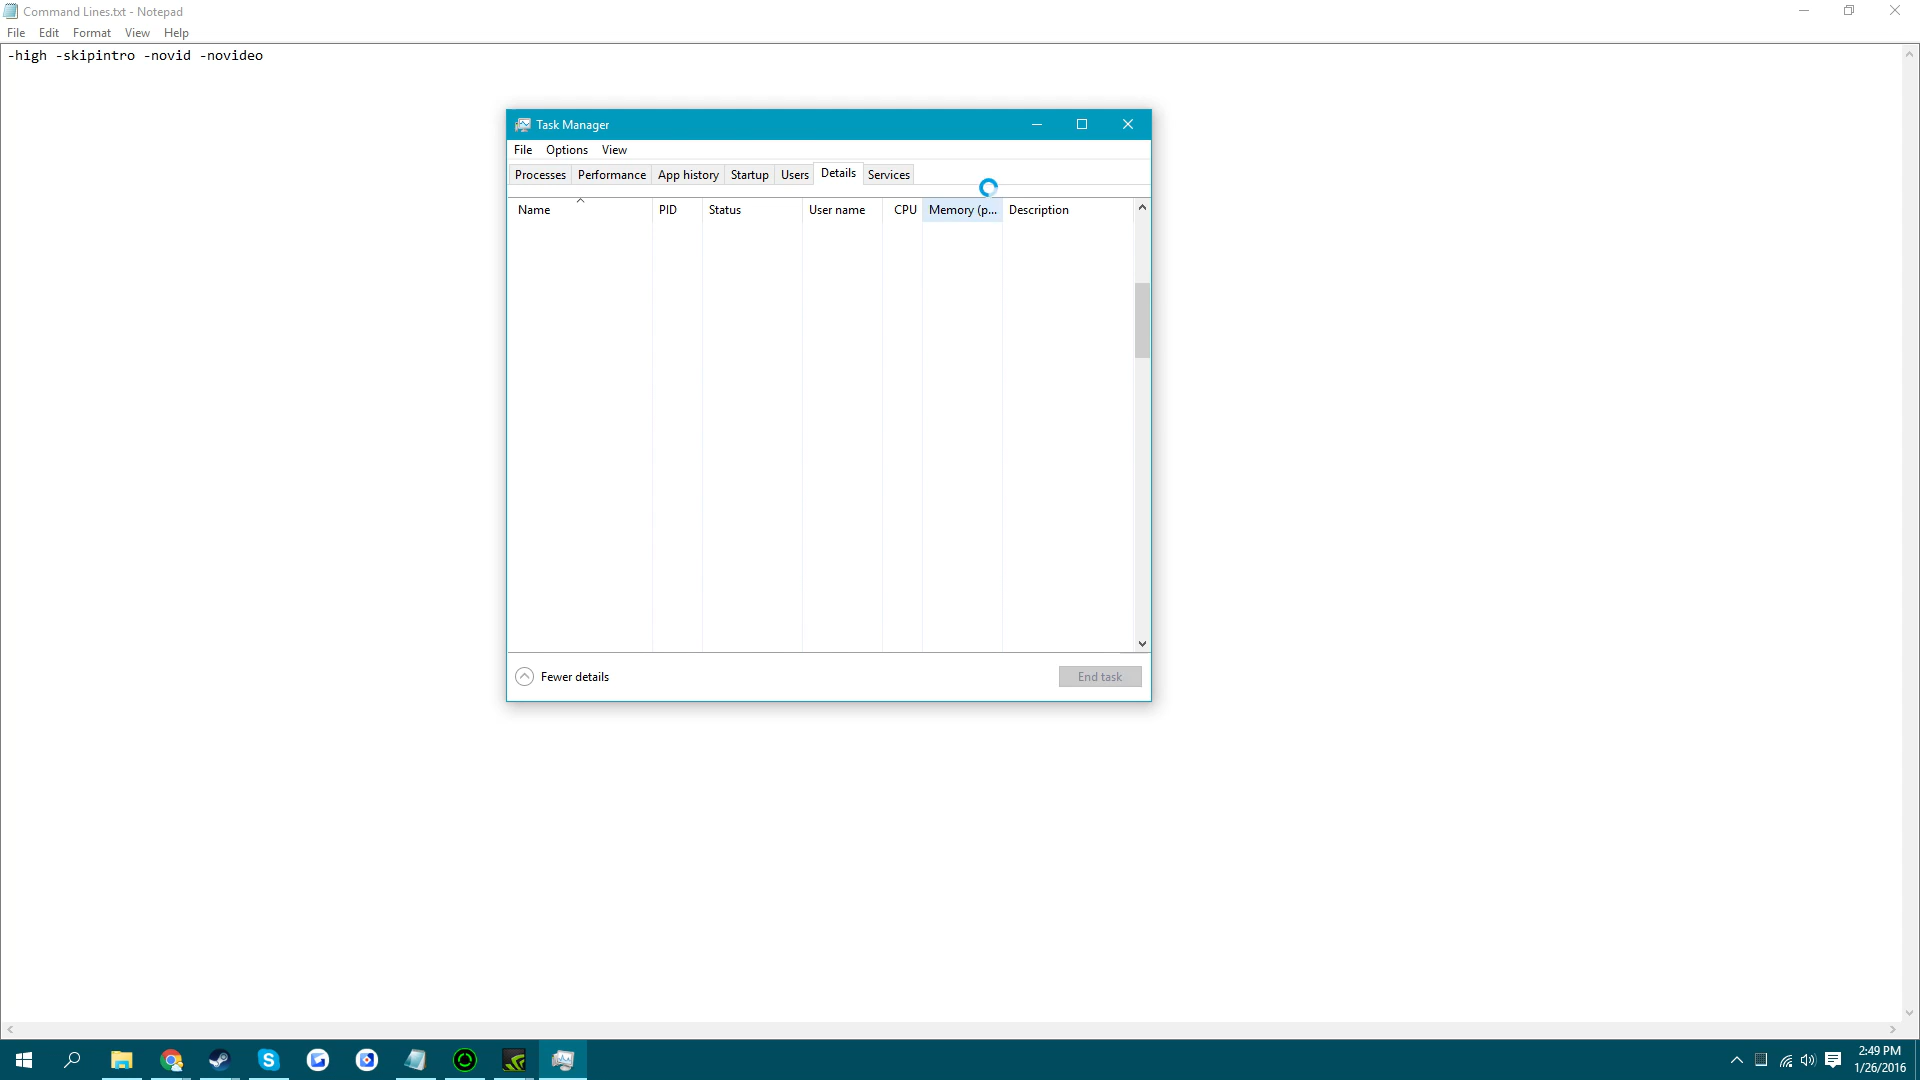 Command Lines.txt - Notepad
File Edit Format View Help
-high -skipintro -novid -novideo
Task Manager
File Options View
Processes Performance App history Startup Users Details Services
Name PID Status User name CPU Memory (p... Description
Fewer details End task
2:49 PM
1/26/2016